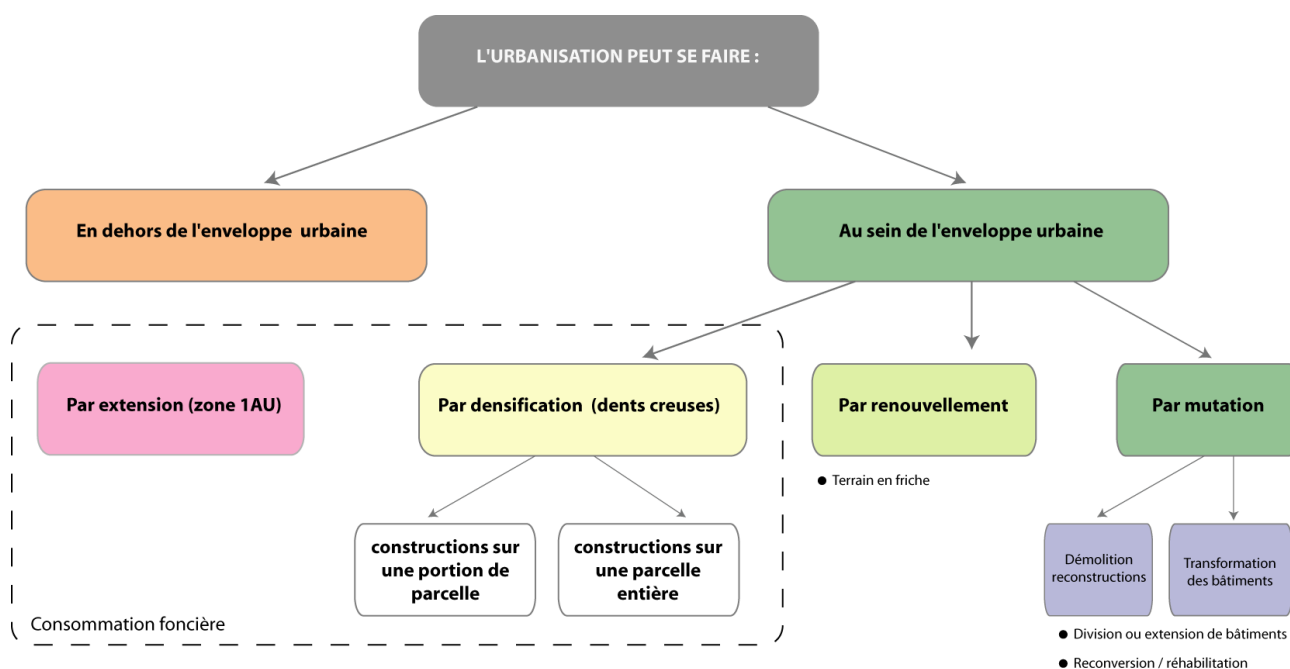 L'URBANISATION PEUT SE FAIRE :
En dehors de l'enveloppe urbaine
Au sein de l'enveloppe urbaine
Par extension (zone 1AU)
Par densification (dents creuses)
Par renouvellement
Par mutation
● Terrain en friche
constructions sur
une portion de
parcelle
constructions sur
une parcelle
entière
Démolition
reconstructions
Transformation
des bâtiments
Consommation foncière
● Division ou extension de bâtiments
● Reconversion / réhabilitation